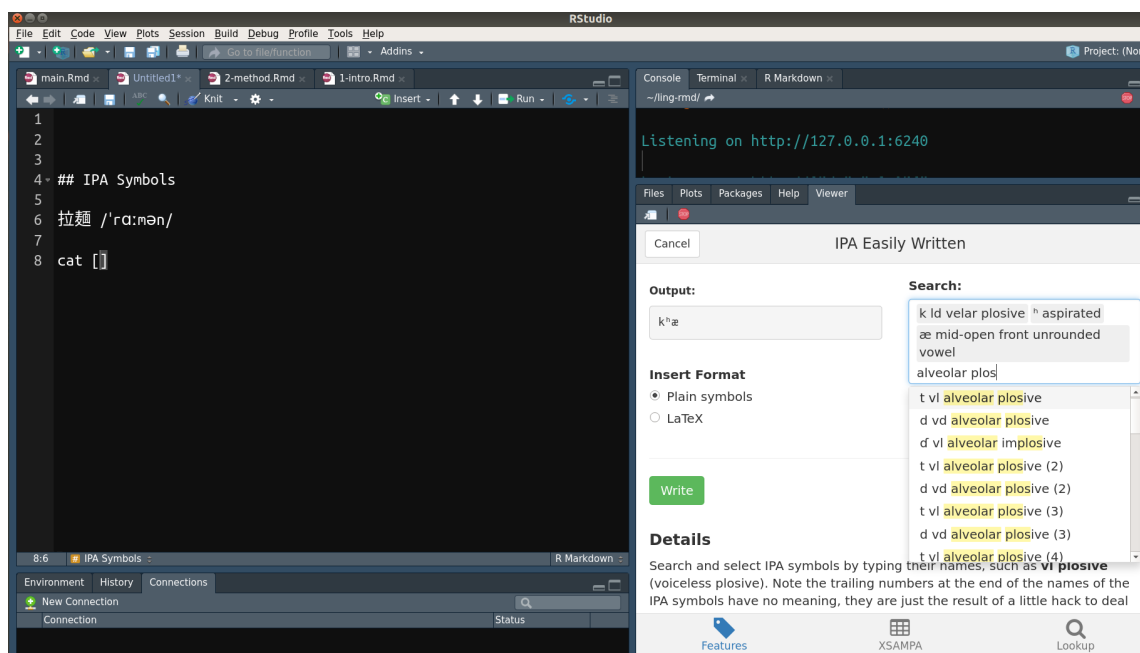 RStudio
File Edit Code View Plots Session Build Debug Profile Tools Help
Go to file/function
Addins
Project: (Nor
main.Rmd
Untitled1*
2-method.Rmd
1-intro.Rmd
ABC
Knit
Insert
Run
1
2
3
4 ## IPA Symbols
5
6 拉麵 /ˈrɑːmən/
7
8 cat []
8:6
# IPA Symbols
R Markdown
Environment
History
Connections
New Connection
Connection
Status
Console
Terminal
R Markdown
~/ling-rmd/
Listening on http://127.0.0.1:6240
Files
Plots
Packages
Help
Viewer
Cancel
IPA Easily Written
Output:
kʰæ
Insert Format
Plain symbols
LaTeX
Write
Search:
k ld velar plosive
ʰ aspirated
æ mid-open front unrounded
vowel
alveolar plos
t vl alveolar plosive
d vd alveolar plosive
ɗ vl alveolar implosive
t vl alveolar plosive (2)
d vd alveolar plosive (2)
t vl alveolar plosive (3)
d vd alveolar plosive (3)
t vl alveolar plosive (4)
Details
Search and select IPA symbols by typing their names, such as vl plosive
(voiceless plosive). Note the trailing numbers at the end of the names of the
IPA symbols have no meaning, they are just the result of a little hack to deal
Features
XSAMPA
Lookup